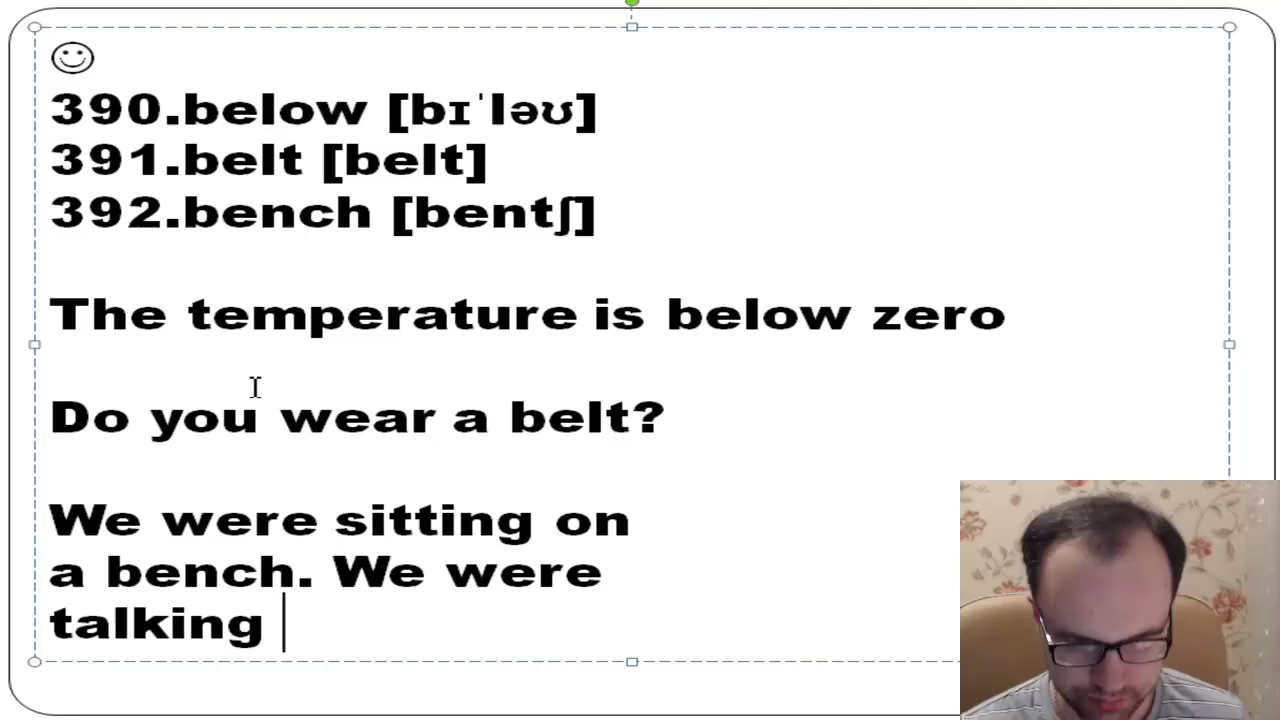 390.below [bɪˈləʊ]
391.belt [belt]
392.bench [bentʃ]
The temperature is below zero
Do you wear a belt?
We were sitting on
a bench. We were
talking